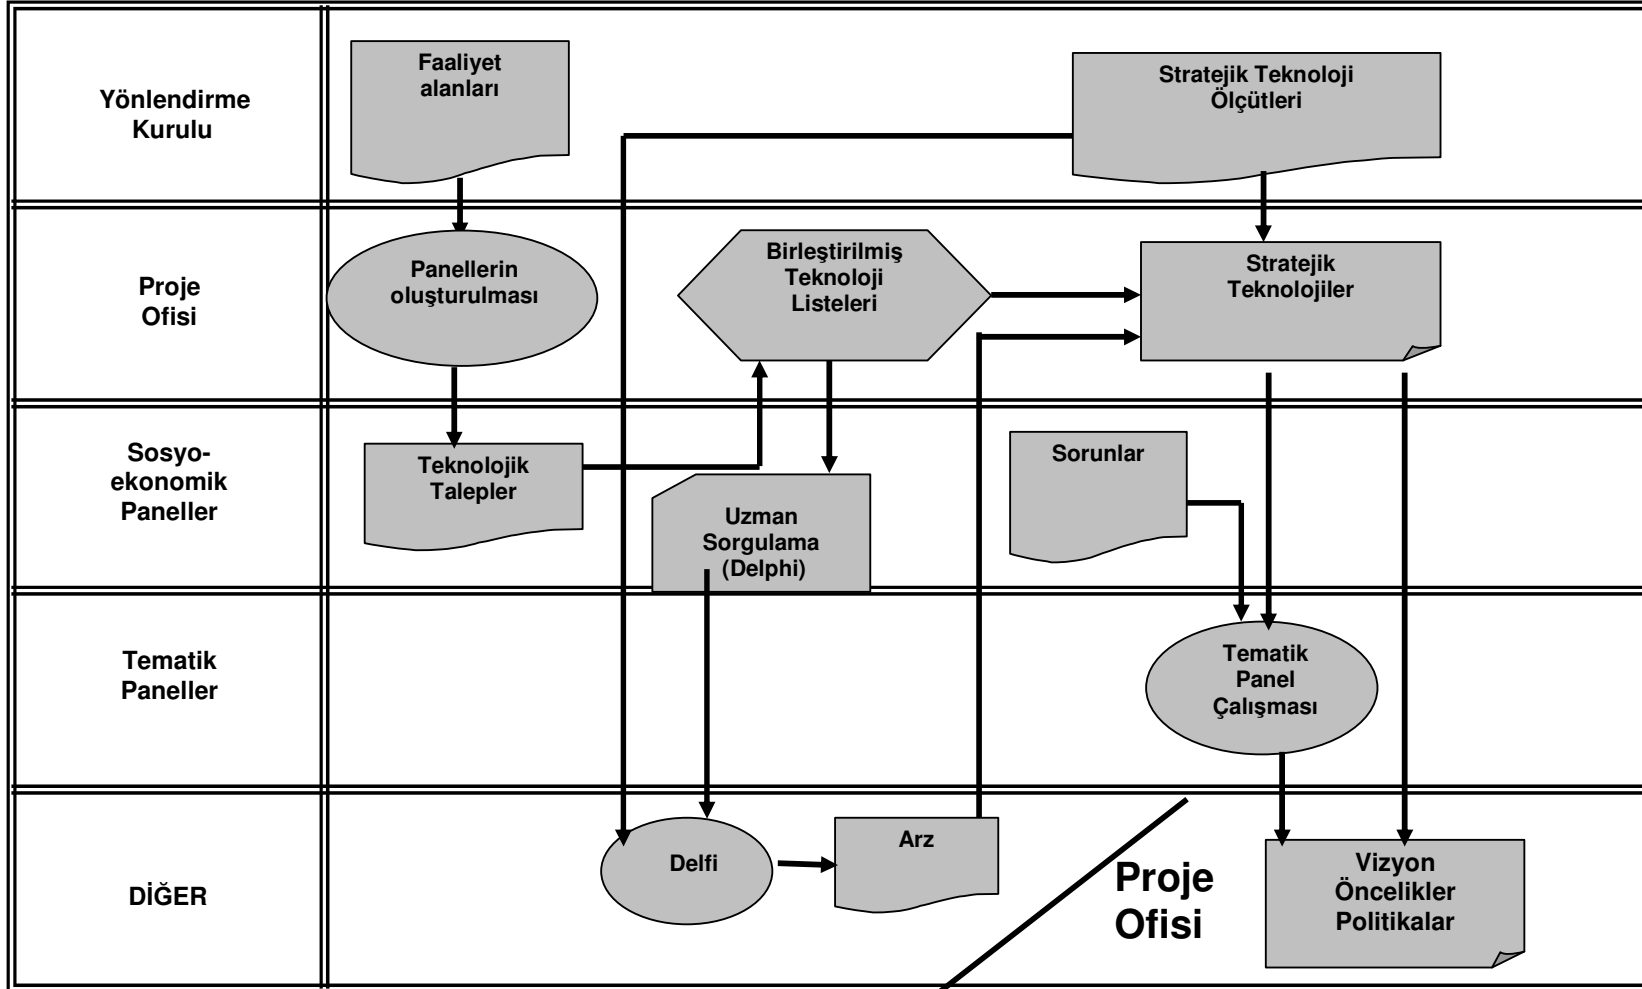 Yönlendirme
Kurulu
Faaliyet
alanları
Stratejik Teknoloji
Ölçütleri
Proje
Ofisi
Panellerin
oluşturulması
Birleştirilmiş
Teknoloji
Listeleri
Stratejik
Teknolojiler
Sosyo-
ekonomik
Paneller
Teknolojik
Talepler
Uzman
Sorgulama
(Delphi)
Sorunlar
Tematik
Paneller
Tematik
Panel
Çalışması
DİĞER
Delfi
Arz
Proje
Ofisi
Vizyon
Öncelikler
Politikalar